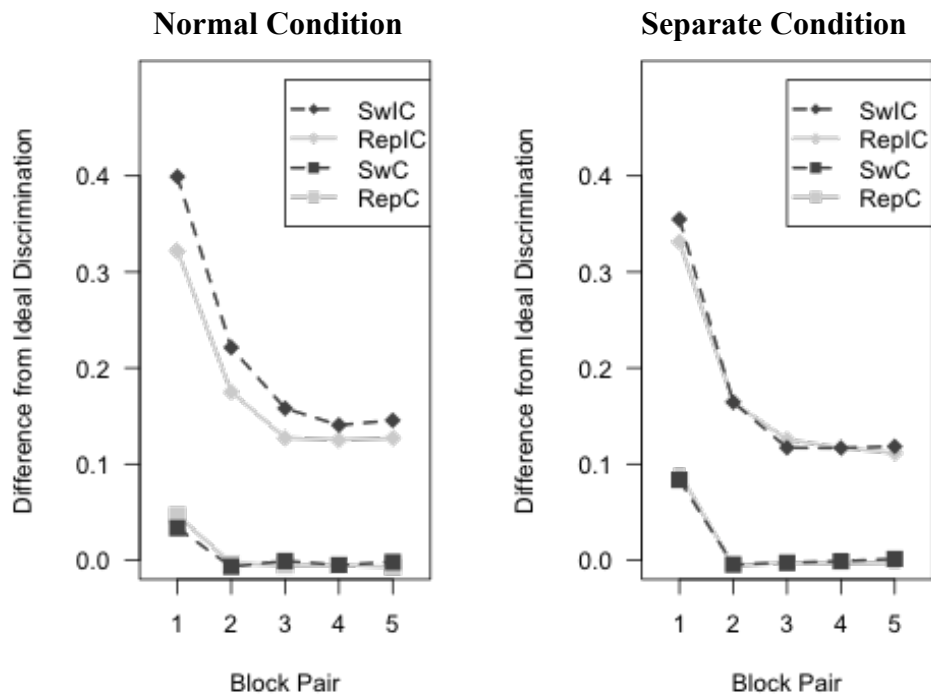 Normal Condition
Difference from Ideal Discrimination
0.4
0.3
0.2
0.1
0.0
SwIC
RepIC
SwC
RepC
1 2 3 4 5
Block Pair
Separate Condition
Difference from Ideal Discrimination
0.4
0.3
0.2
0.1
0.0
SwIC
RepIC
SwC
RepC
1 2 3 4 5
Block Pair